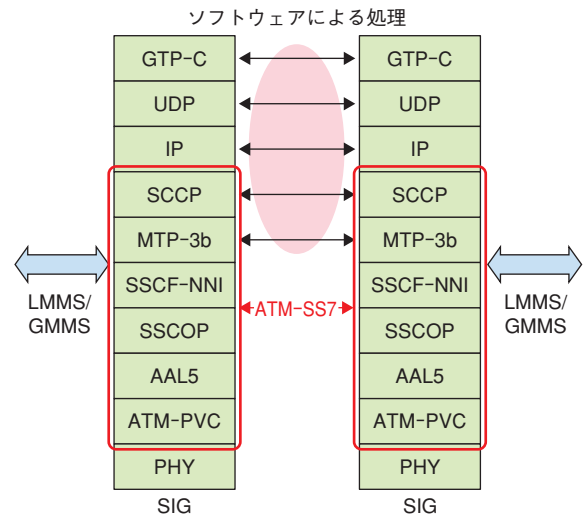 ソフトウェアによる処理
GTP-C
UDP
IP
SCCP
MTP-3b
SSCF-NNI
SSCOP
AAL5
ATM-PVC
PHY
SIG
GTP-C
UDP
IP
SCCP
MTP-3b
SSCF-NNI
SSCOP
AAL5
ATM-PVC
PHY
SIG
LMMS/
GMMS
ATM-SS7
LMMS/
GMMS